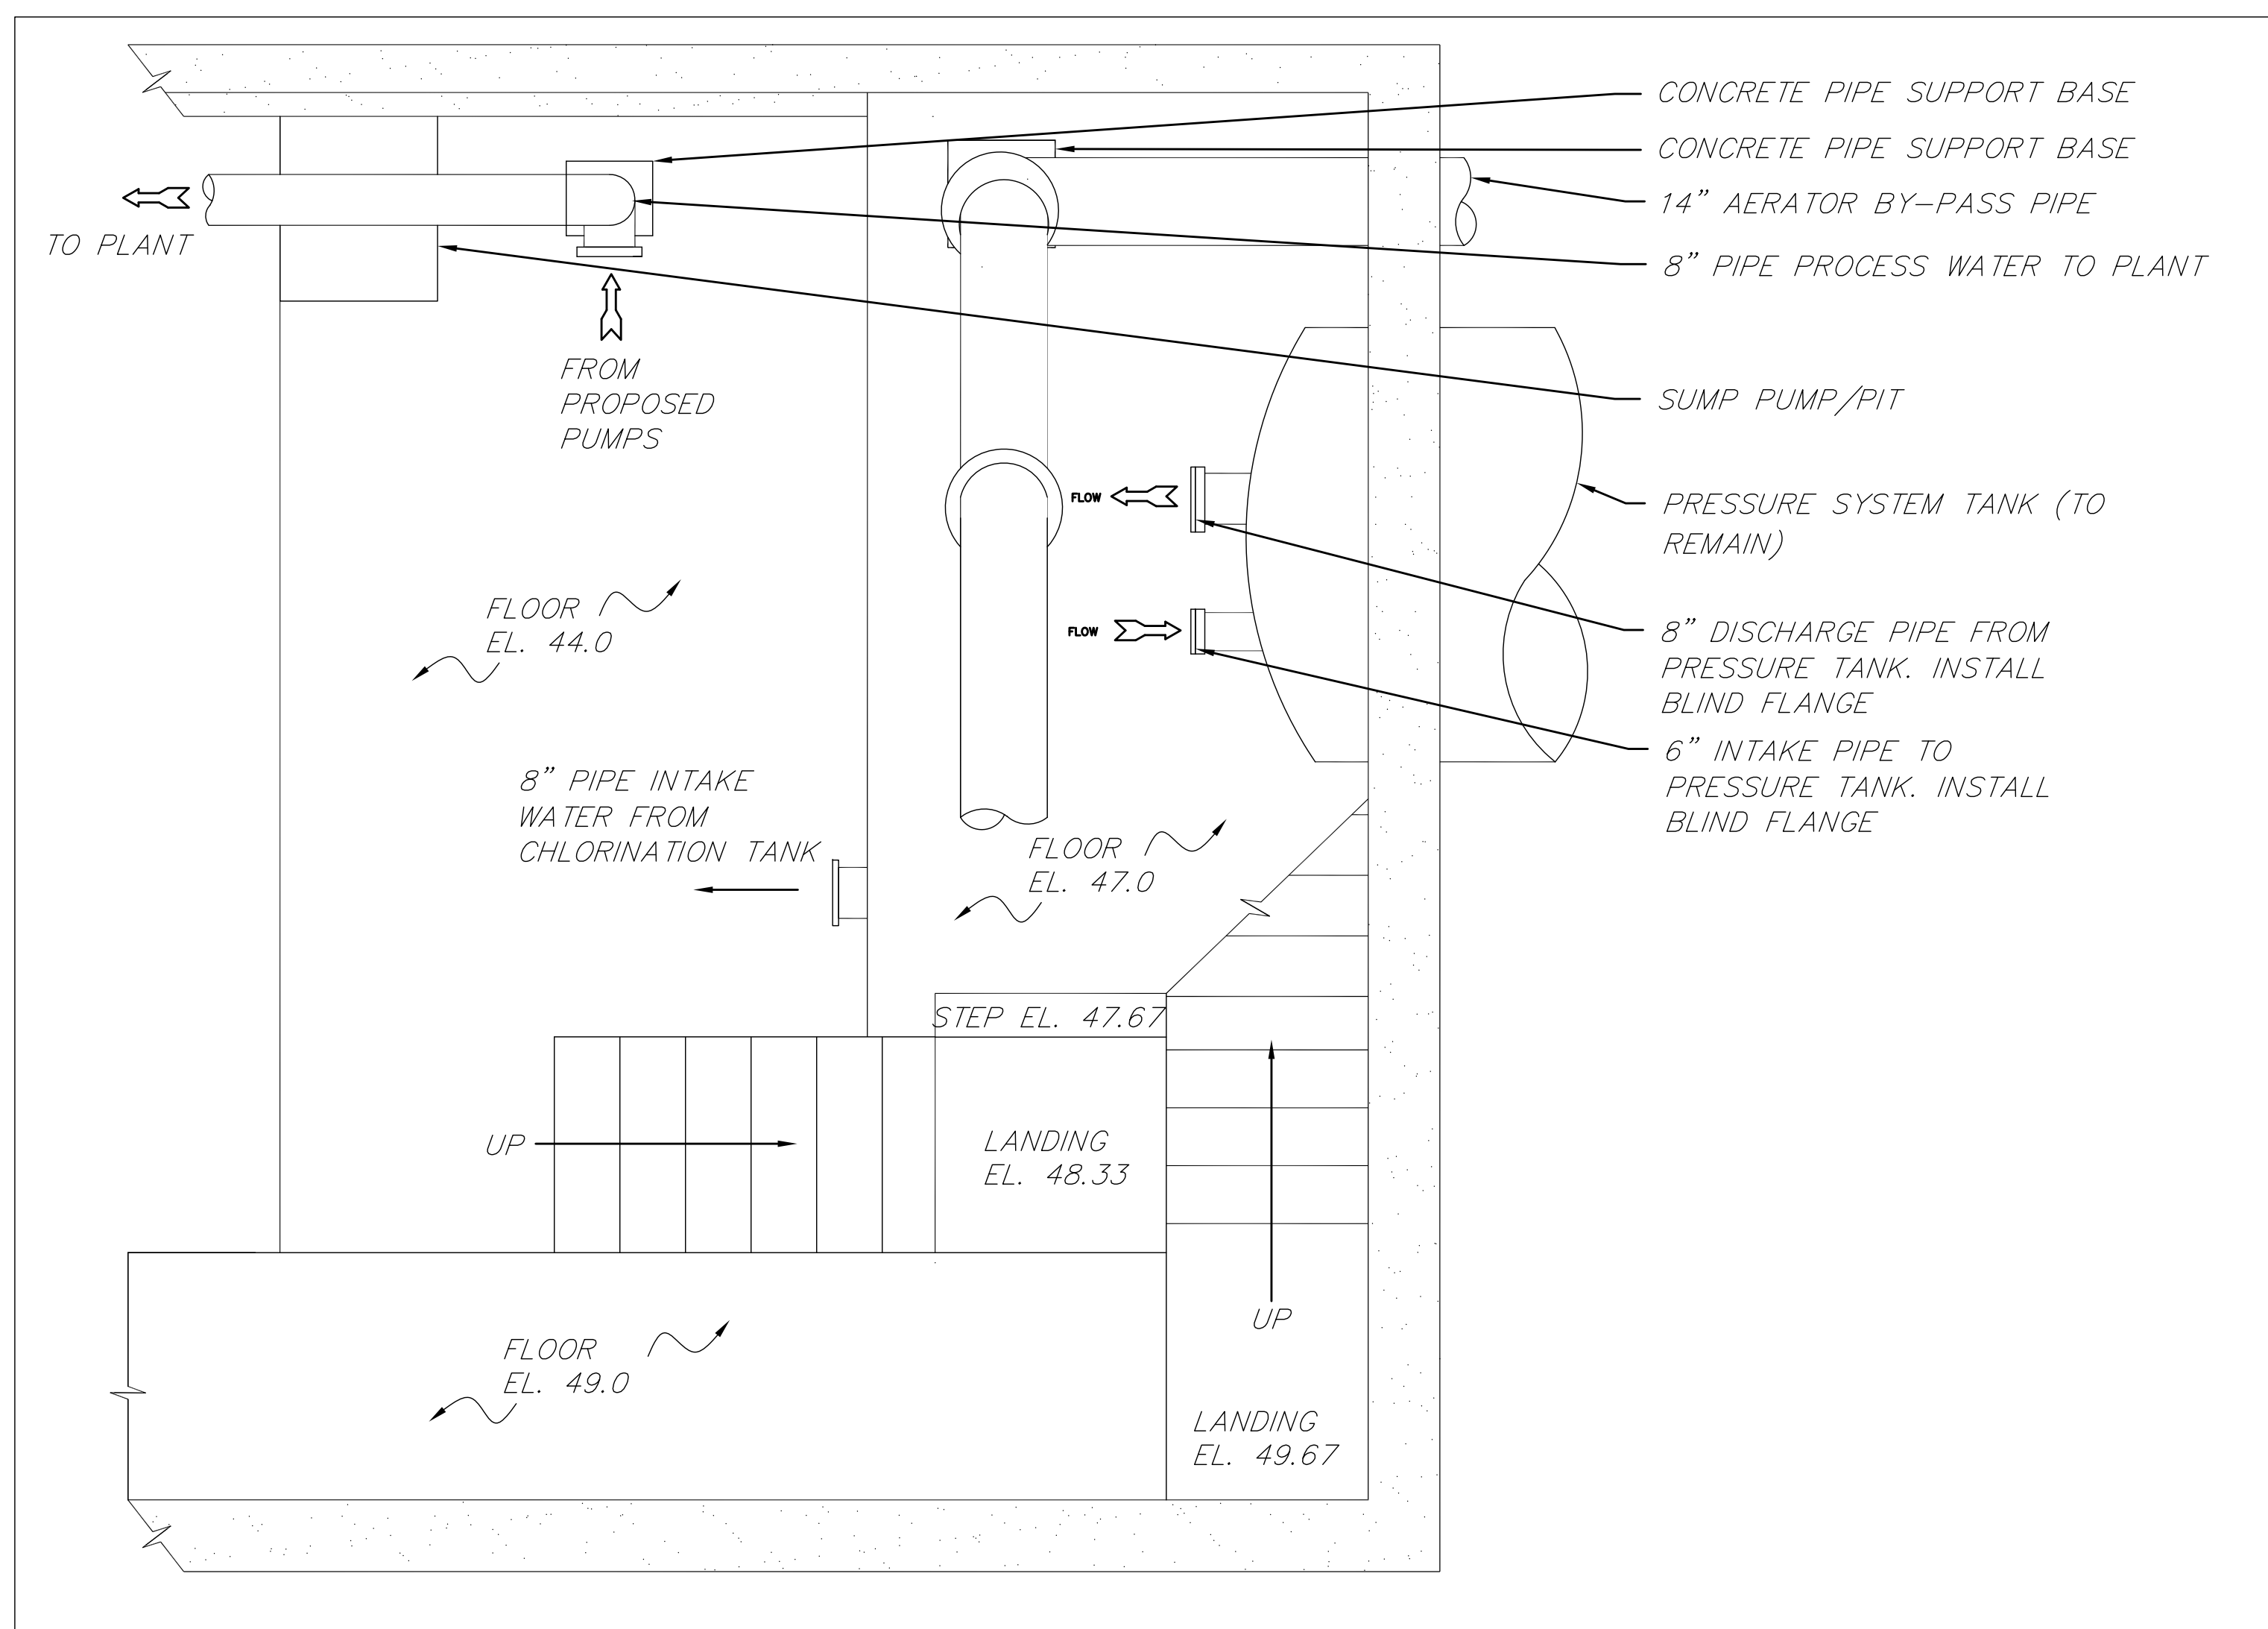 CONCRETE PIPE SUPPORT BASE
CONCRETE PIPE SUPPORT BASE
14” AERATOR BY-PASS PIPE
TO PLANT
8” PIPE PROCESS WATER TO PLANT
FROM
PROPOSED
PUMPS
SUMP PUMP/PIT
FLOW
PRESSURE SYSTEM TANK (TO
REMAIN)
FLOOR
EL. 44.0
FLOW
8” DISCHARGE PIPE FROM
PRESSURE TANK. INSTALL
BLIND FLANGE
6” INTAKE PIPE TO
PRESSURE TANK. INSTALL
BLIND FLANGE
8” PIPE INTAKE
WATER FROM
CHLORINATION TANK
FLOOR
EL. 47.0
STEP EL. 47.67
UP
LANDING
EL. 48.33
UP
FLOOR
EL. 49.0
LANDING
EL. 49.67